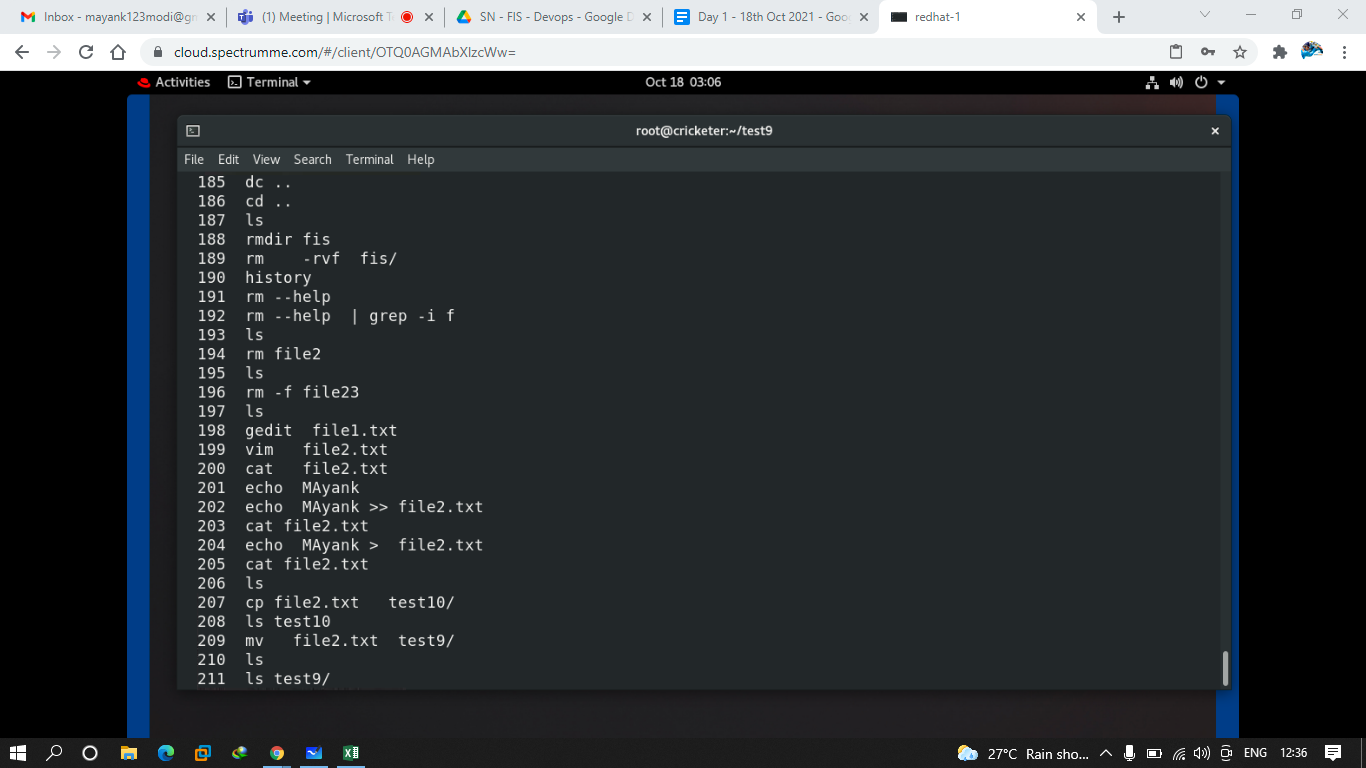 Inbox - mayank123modi@gm
(1) Meeting | Microsoft T
SN - FIS - Devops - Google D
Day 1 - 18th Oct 2021 - Goo
redhat-1
cloud.spectrumme.com/#/client/OTQ0AGMAbXlzcWw=
Activities Terminal Oct 18 03:06
root@cricketer:~/test9
File Edit View Search Terminal Help
185 dc ..
186 cd ..
187 ls
188 rmdir fis
189 rm    -rvf  fis/
190 history
191 rm --help
192 rm --help  | grep -i f
193 ls
194 rm file2
195 ls
196 rm -f file23
197 ls
198 gedit  file1.txt
199 vim   file2.txt
200 cat   file2.txt
201 echo  MAyank
202 echo  MAyank >> file2.txt
203 cat file2.txt
204 echo  MAyank >  file2.txt
205 cat file2.txt
206 ls
207 cp file2.txt   test10/
208 ls test10
209 mv   file2.txt  test9/
210 ls
211 ls test9/
27°C Rain sho... ENG 12:36